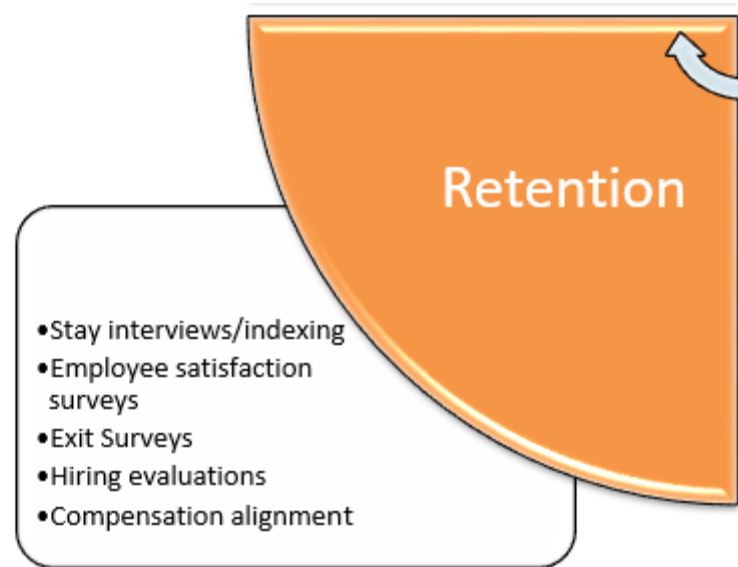 Retention
•Stay interviews/indexing
•Employee satisfaction
surveys
•Exit Surveys
•Hiring evaluations
•Compensation alignment